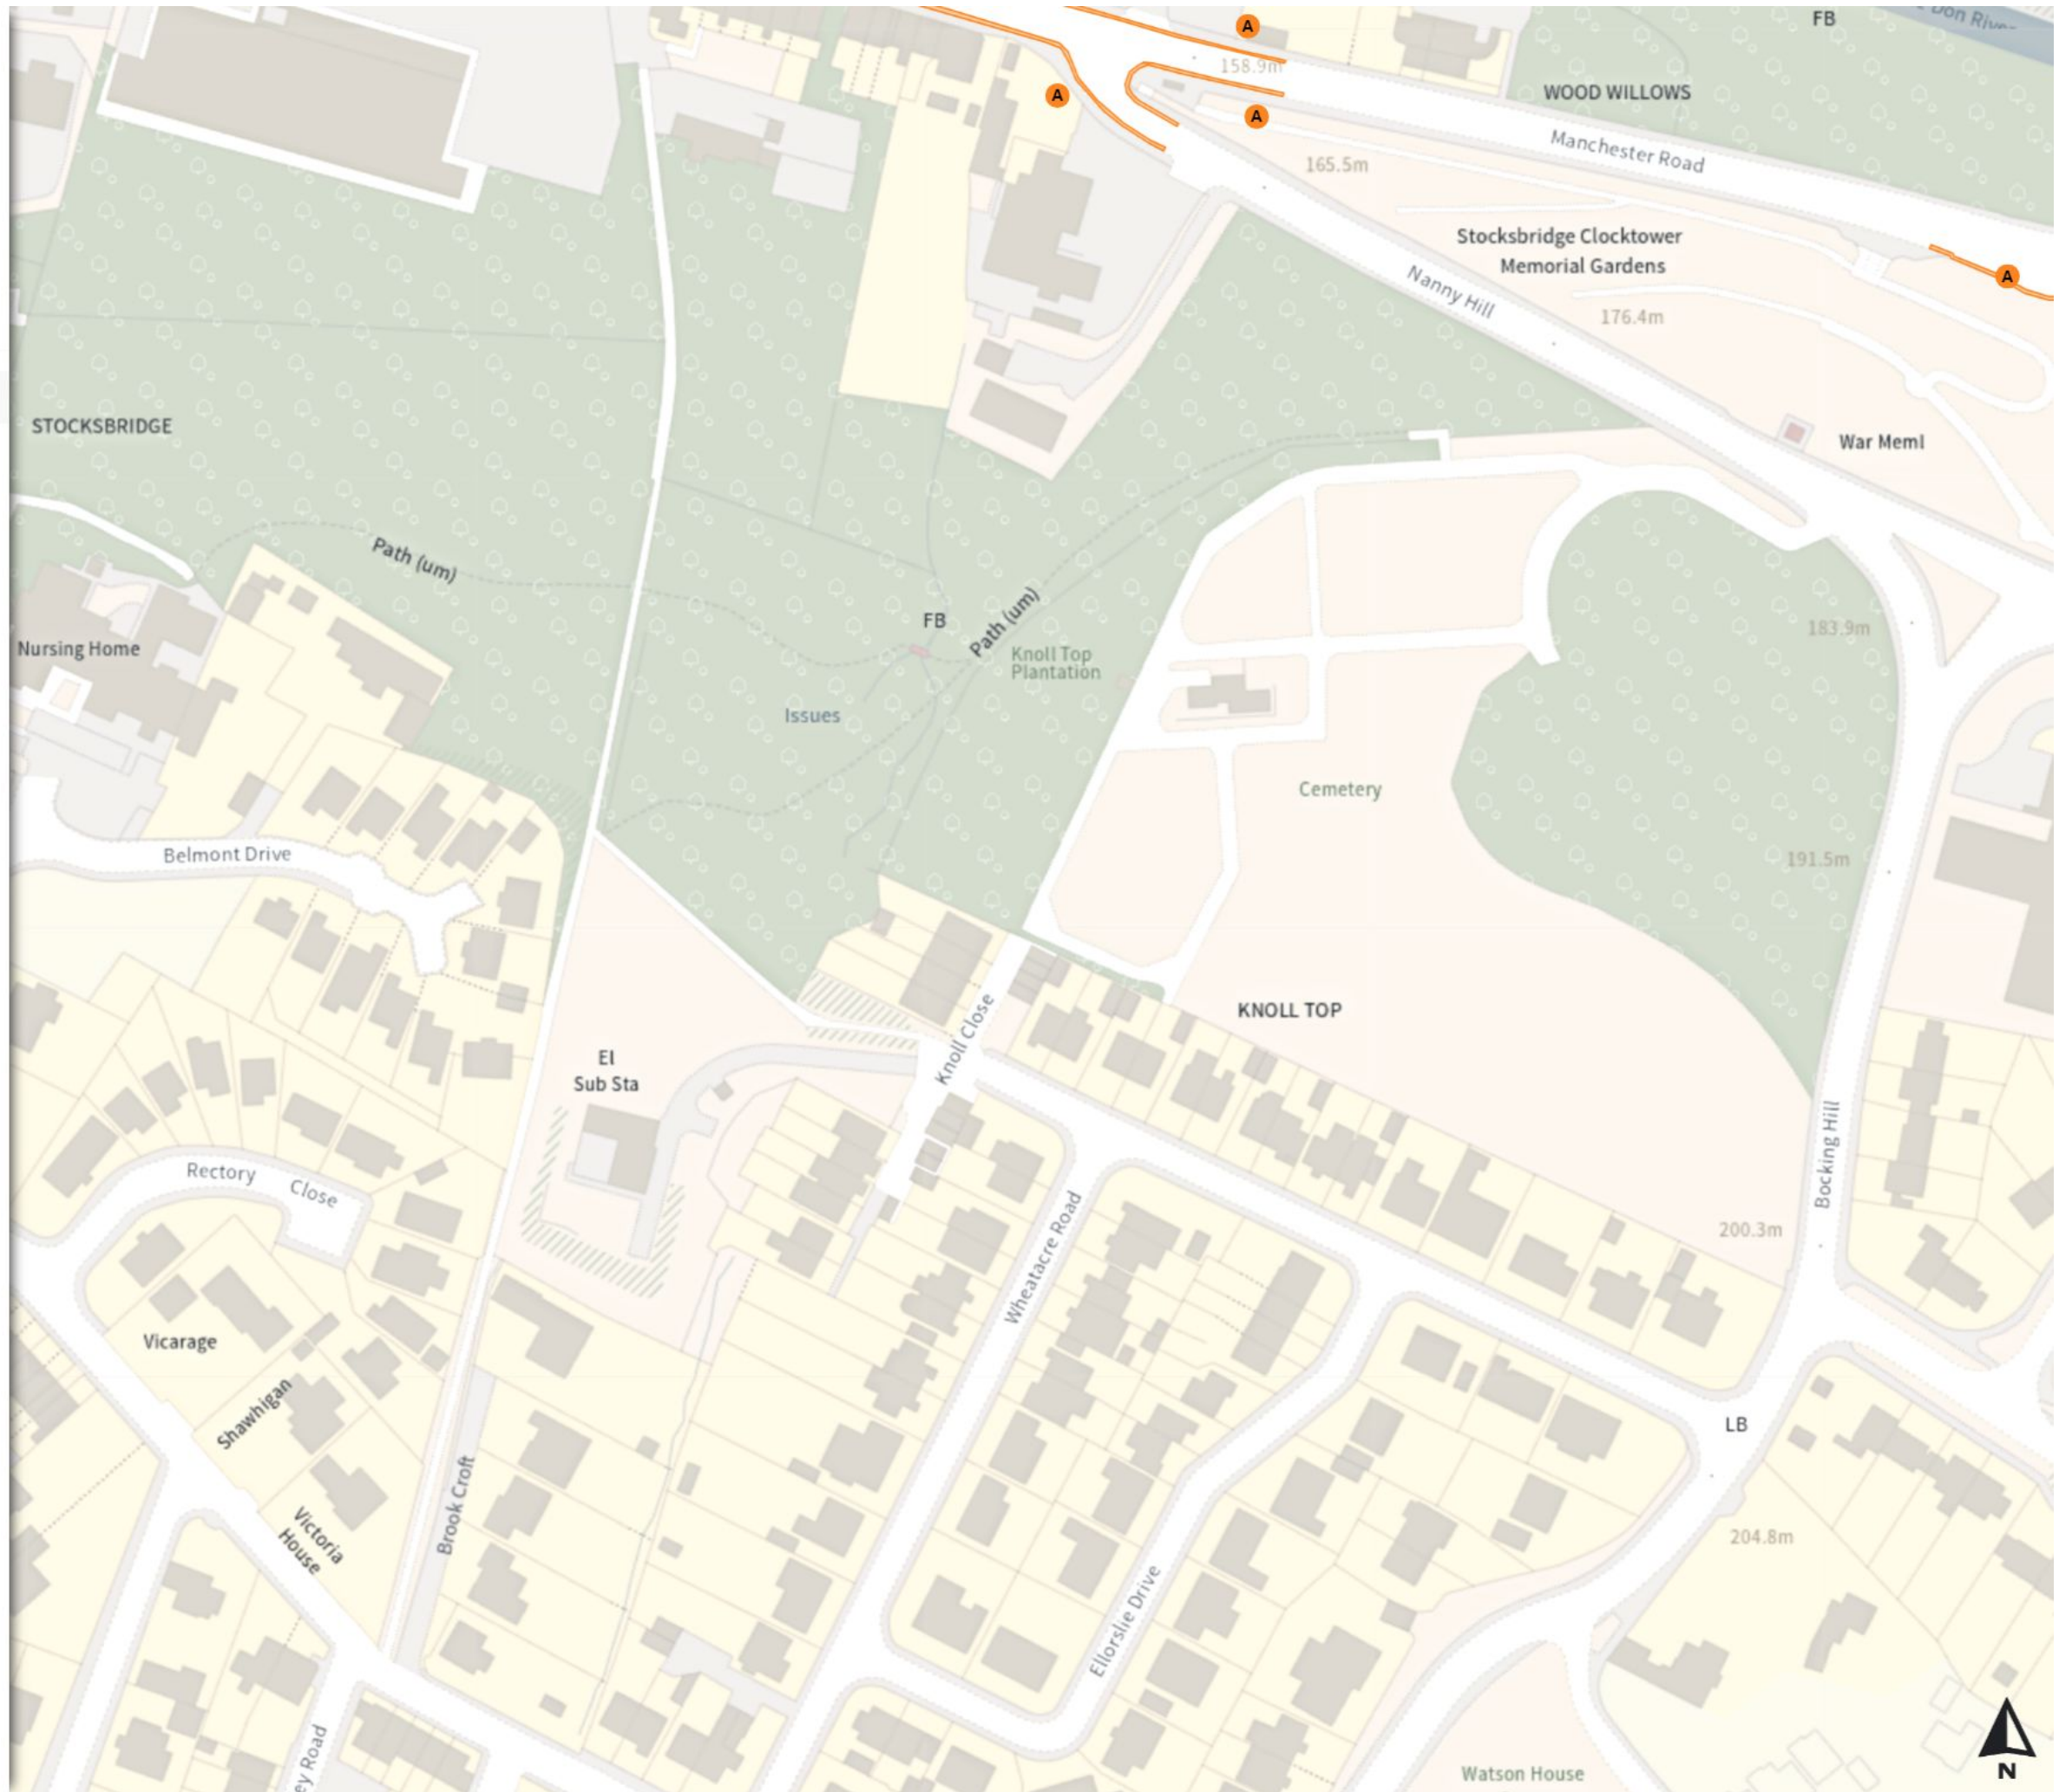 FB
Don River
A
158.9m
WOOD WILLOWS
A
A
Manchester Road
165.5m
Stocksbridge Clocktower
Memorial Gardens
A
Nanny Hill
176.4m
STOCKSBRIDGE
War Meml
Path (um)
FB
Path (um)
183.9m
Nursing Home
Knoll Top
Plantation
Issues
Cemetery
Belmont Drive
191.5m
KNOLL TOP
Knoll Close
El
Sub Sta
Bocking Hill
Rectory Close
200.3m
Wheatacre Road
Vicarage
Shawhigan
LB
Brook Croft
Victoria
House
204.8m
Ellorslie Drive
ey Road
Watson House
N